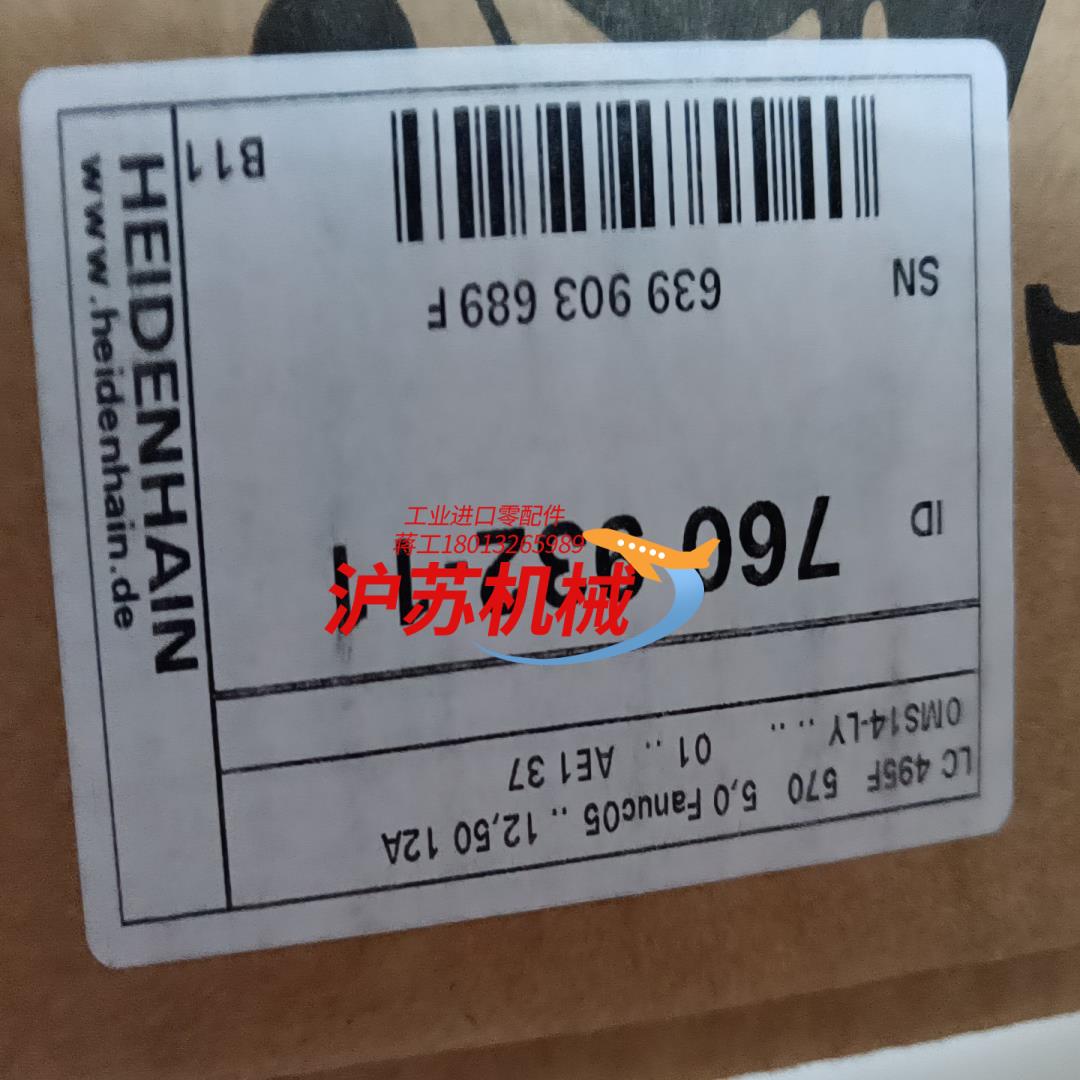 LC 495F 570 5,0 Fanuc05 .. 12,50 12A
OMS14-LY .. .. 01 .. AE1 37
ID 760 932-11
SN 639 903 689 F
B11
HEIDENHAIN
www.heidenhain.de
工业进口零配件
蒋工18013265989
沪苏机械